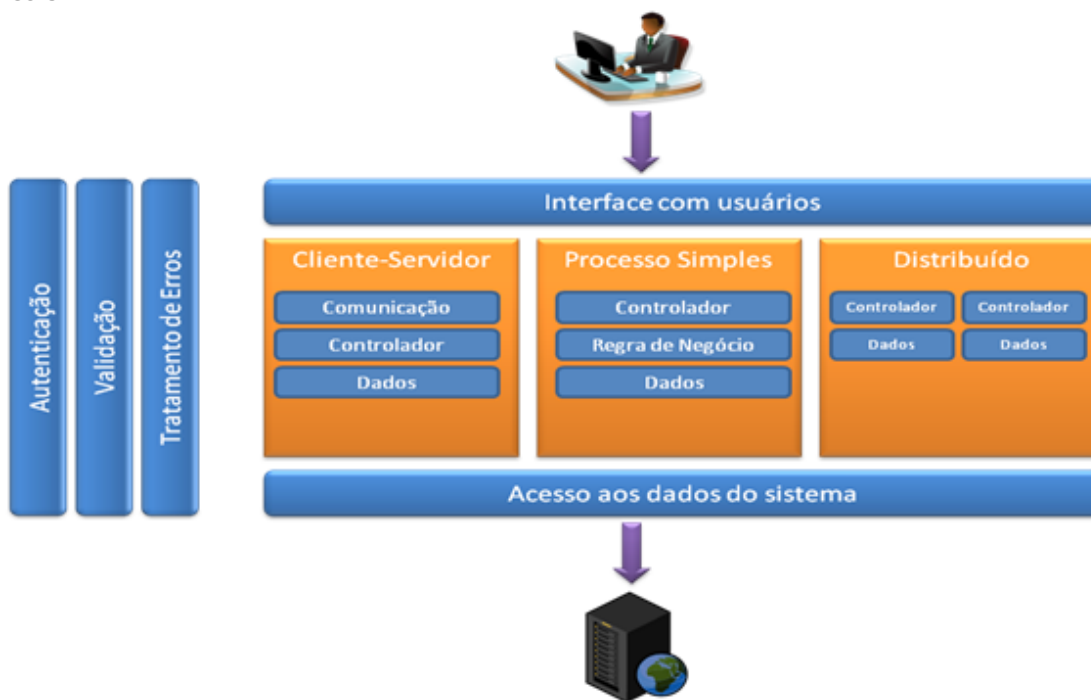 Interface com usuários
Autenticação
Validação
Tratamento de Erros
Cliente-Servidor
Comunicação
Controlador
Dados
Processo Simples
Controlador
Regra de Negócio
Dados
Distribuído
Controlador
Controlador
Dados
Dados
Acesso aos dados do sistema